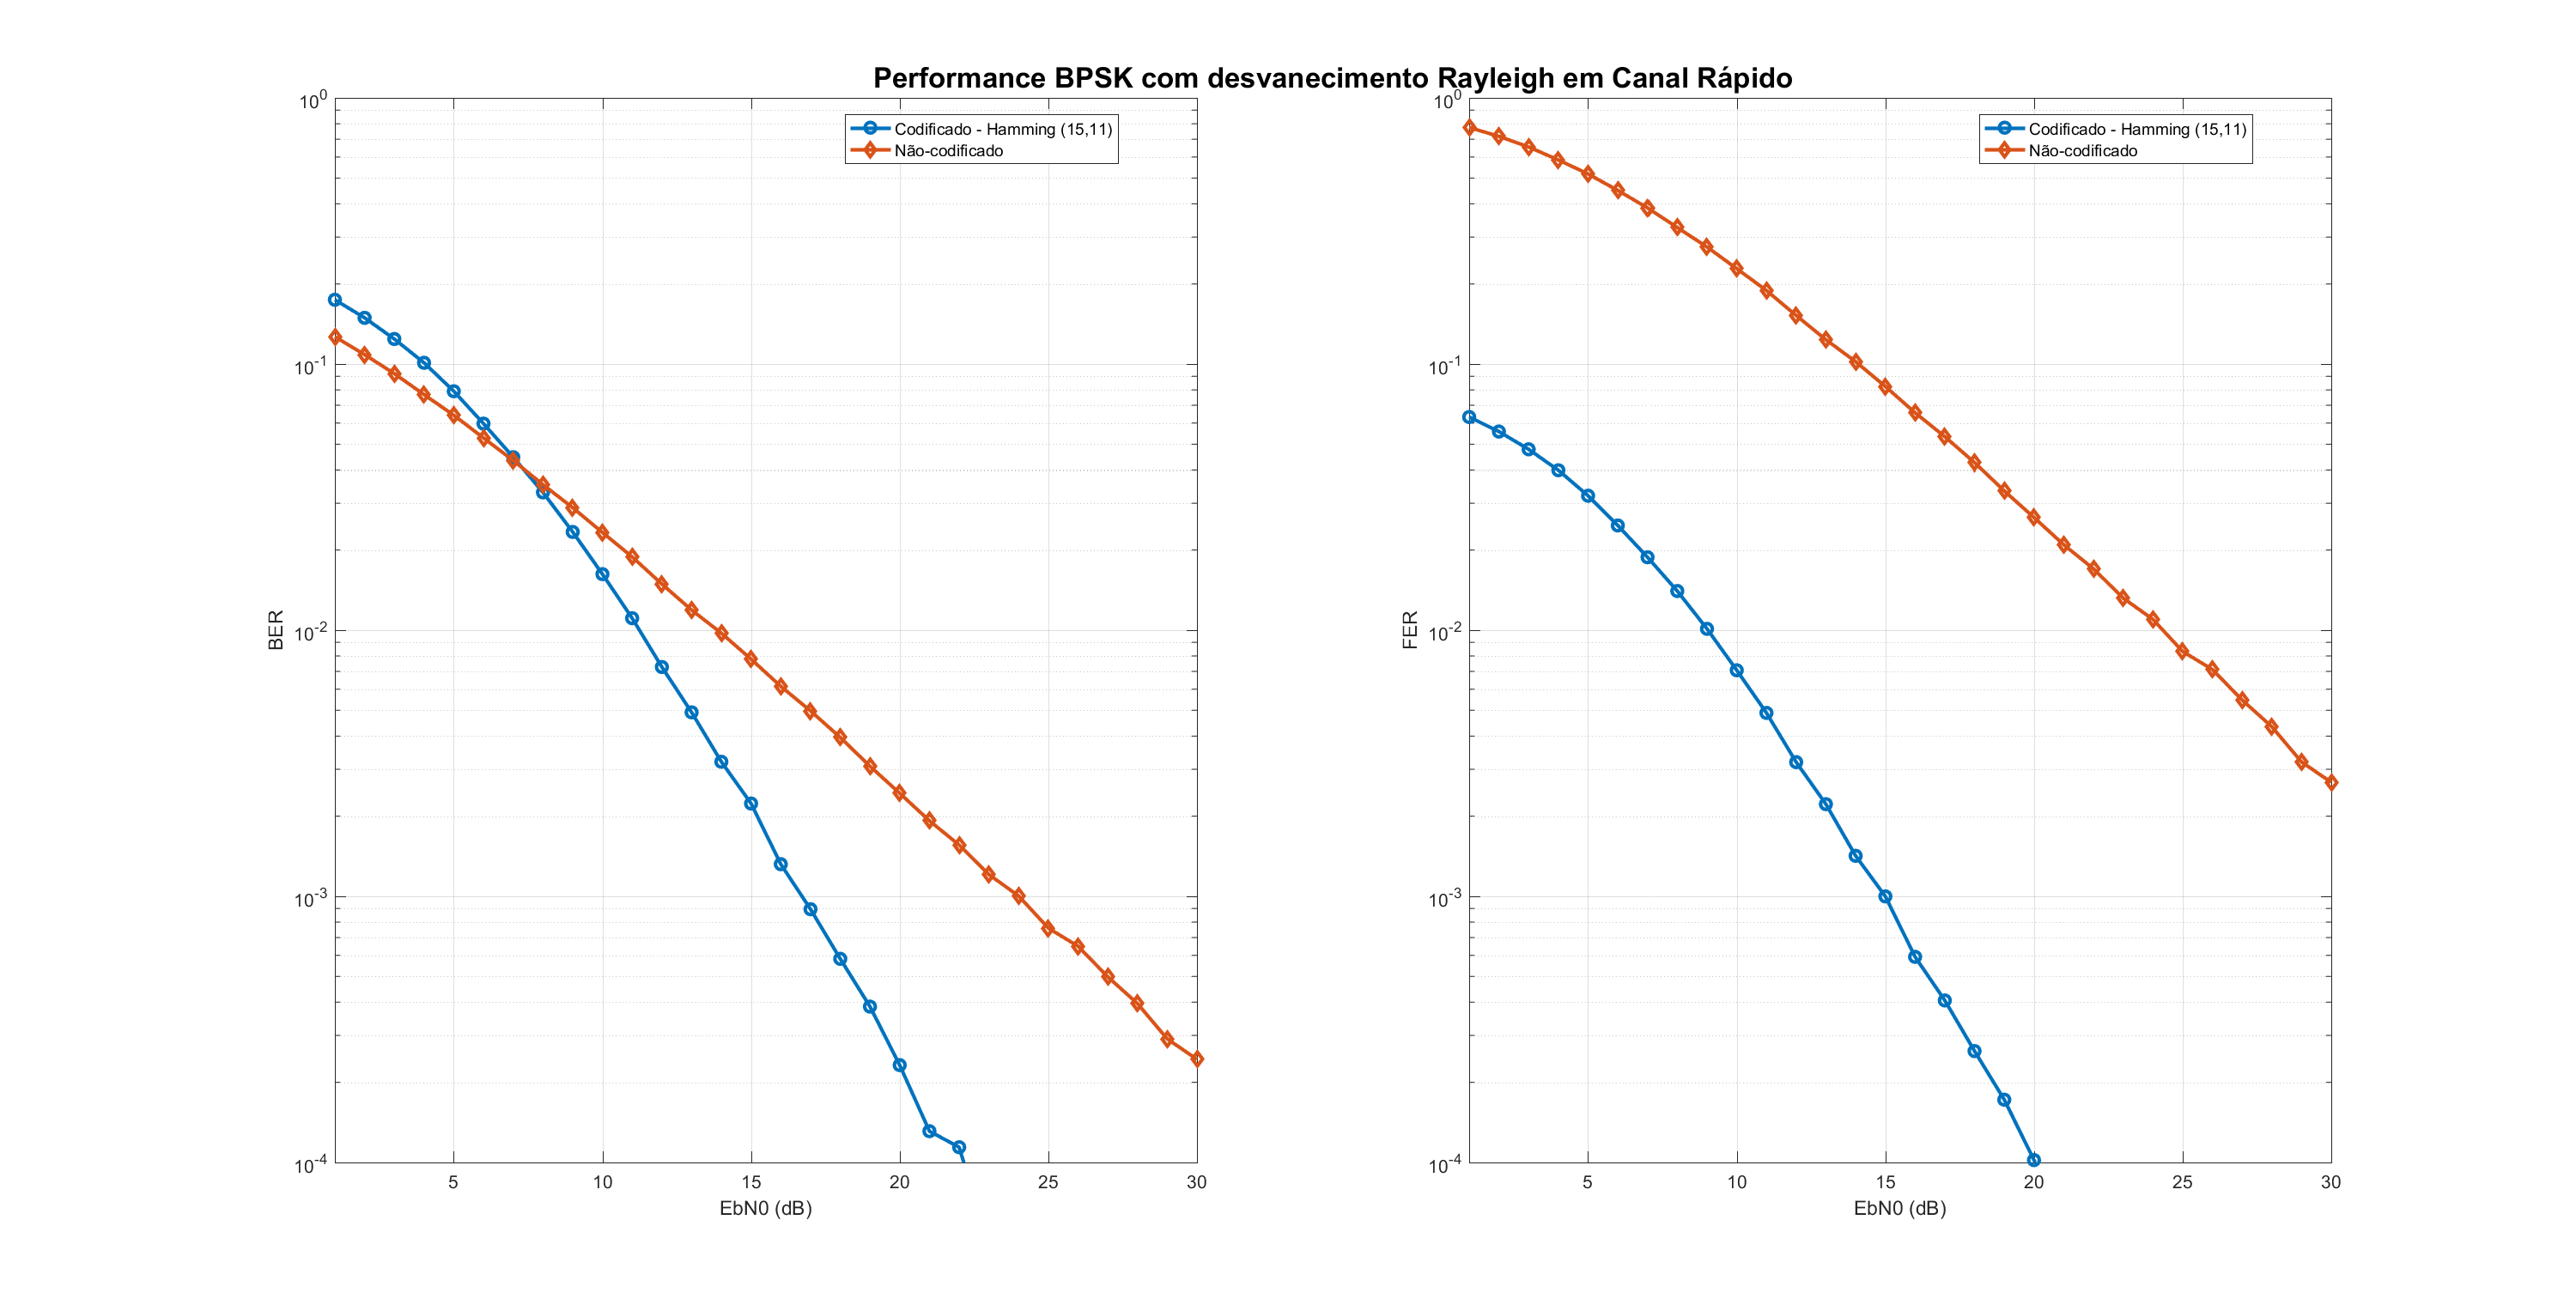 Performance BPSK com desvanecimento Rayleigh em Canal Rápido
10^0
10^-1
10^-2
10^-3
10^-4
BER
5 10 15 20 25 30
EbN0 (dB)
Codificado - Hamming (15,11)
Não-codificado
10^0
10^-1
10^-2
10^-3
10^-4
FER
5 10 15 20 25 30
EbN0 (dB)
Codificado - Hamming (15,11)
Não-codificado